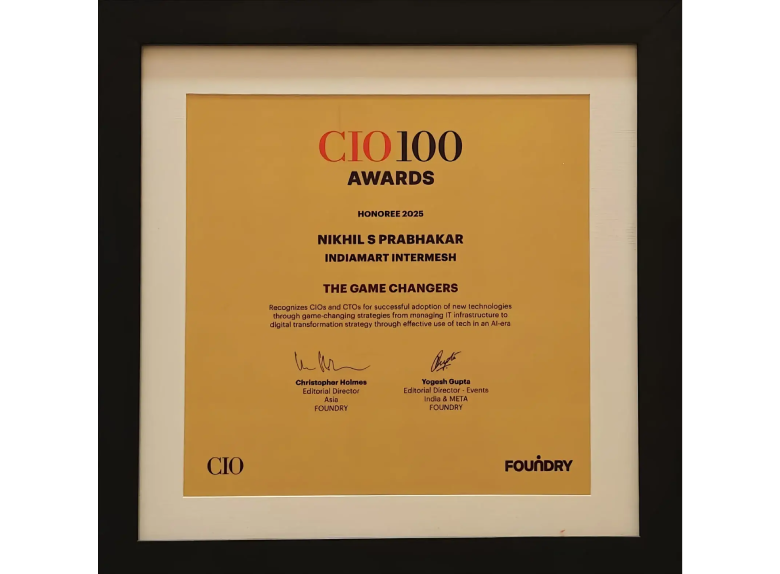 CIO 100
AWARDS
HONOREE 2025
NIKHIL S PRABHAKAR
INDIAMART INTERMESH
THE GAME CHANGERS
Recognizes CIOs and CTOs for successful adoption of new technologies
through game-changing strategies from managing IT infrastructure to
digital transformation strategy through effective use of tech in an AI-era
Christopher Holmes
Editorial Director
Asia
FOUNDRY
Yogesh Gupta
Editorial Director - Events
India & META
FOUNDRY
CIO
FOUNDRY